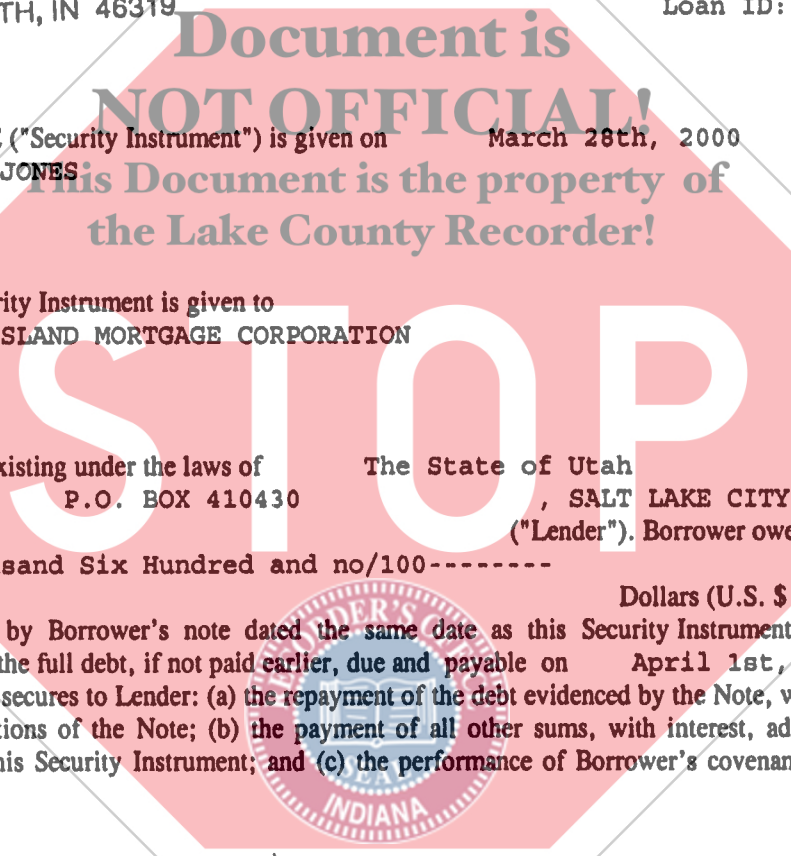 TH, IN 46319
Loan ID:
Document is
NOT OFFICIAL!
("Security Instrument") is given on March 28th, 2000
JONES
This Document is the property of
the Lake County Recorder!
rity Instrument is given to
SLAND MORTGAGE CORPORATION
STOP
xisting under the laws of The State of Utah
P.O. BOX 410430 , SALT LAKE CITY
("Lender"). Borrower owe
sand Six Hundred and no/100--------
Dollars (U.S. $
by Borrower's note dated the same date as this Security Instrument
the full debt, if not paid earlier, due and payable on April 1st,
secures to Lender: (a) the repayment of the debt evidenced by the Note, w
tions of the Note; (b) the payment of all other sums, with interest, ad
his Security Instrument; and (c) the performance of Borrower's covenan
SEAL
INDIANA